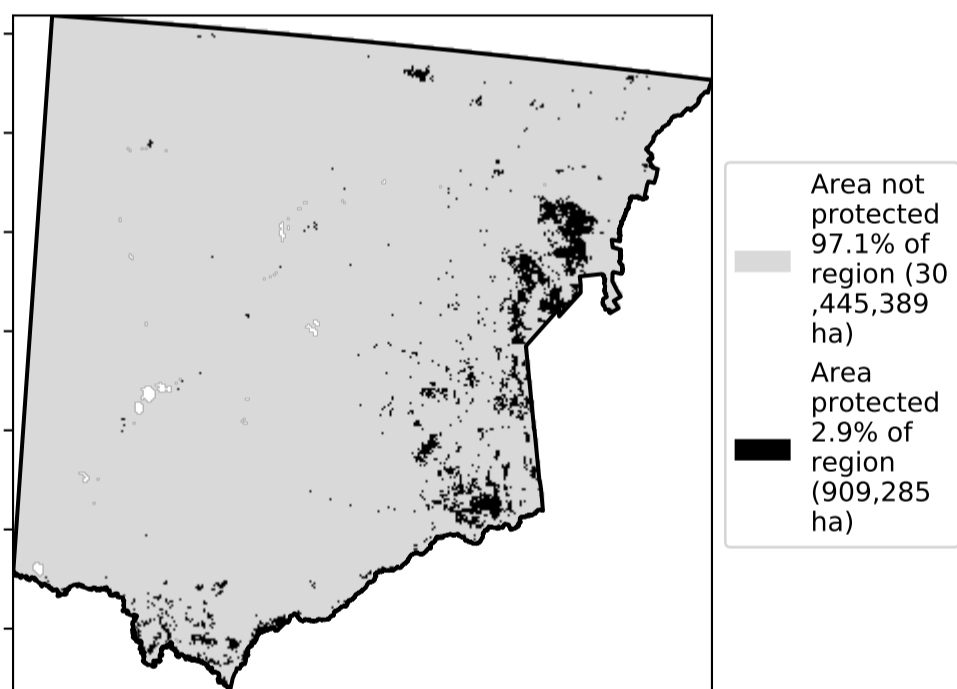 Area not
protected
97.1% of
region (30
,445,389
ha)
Area
protected
2.9% of
region
(909,285
ha)